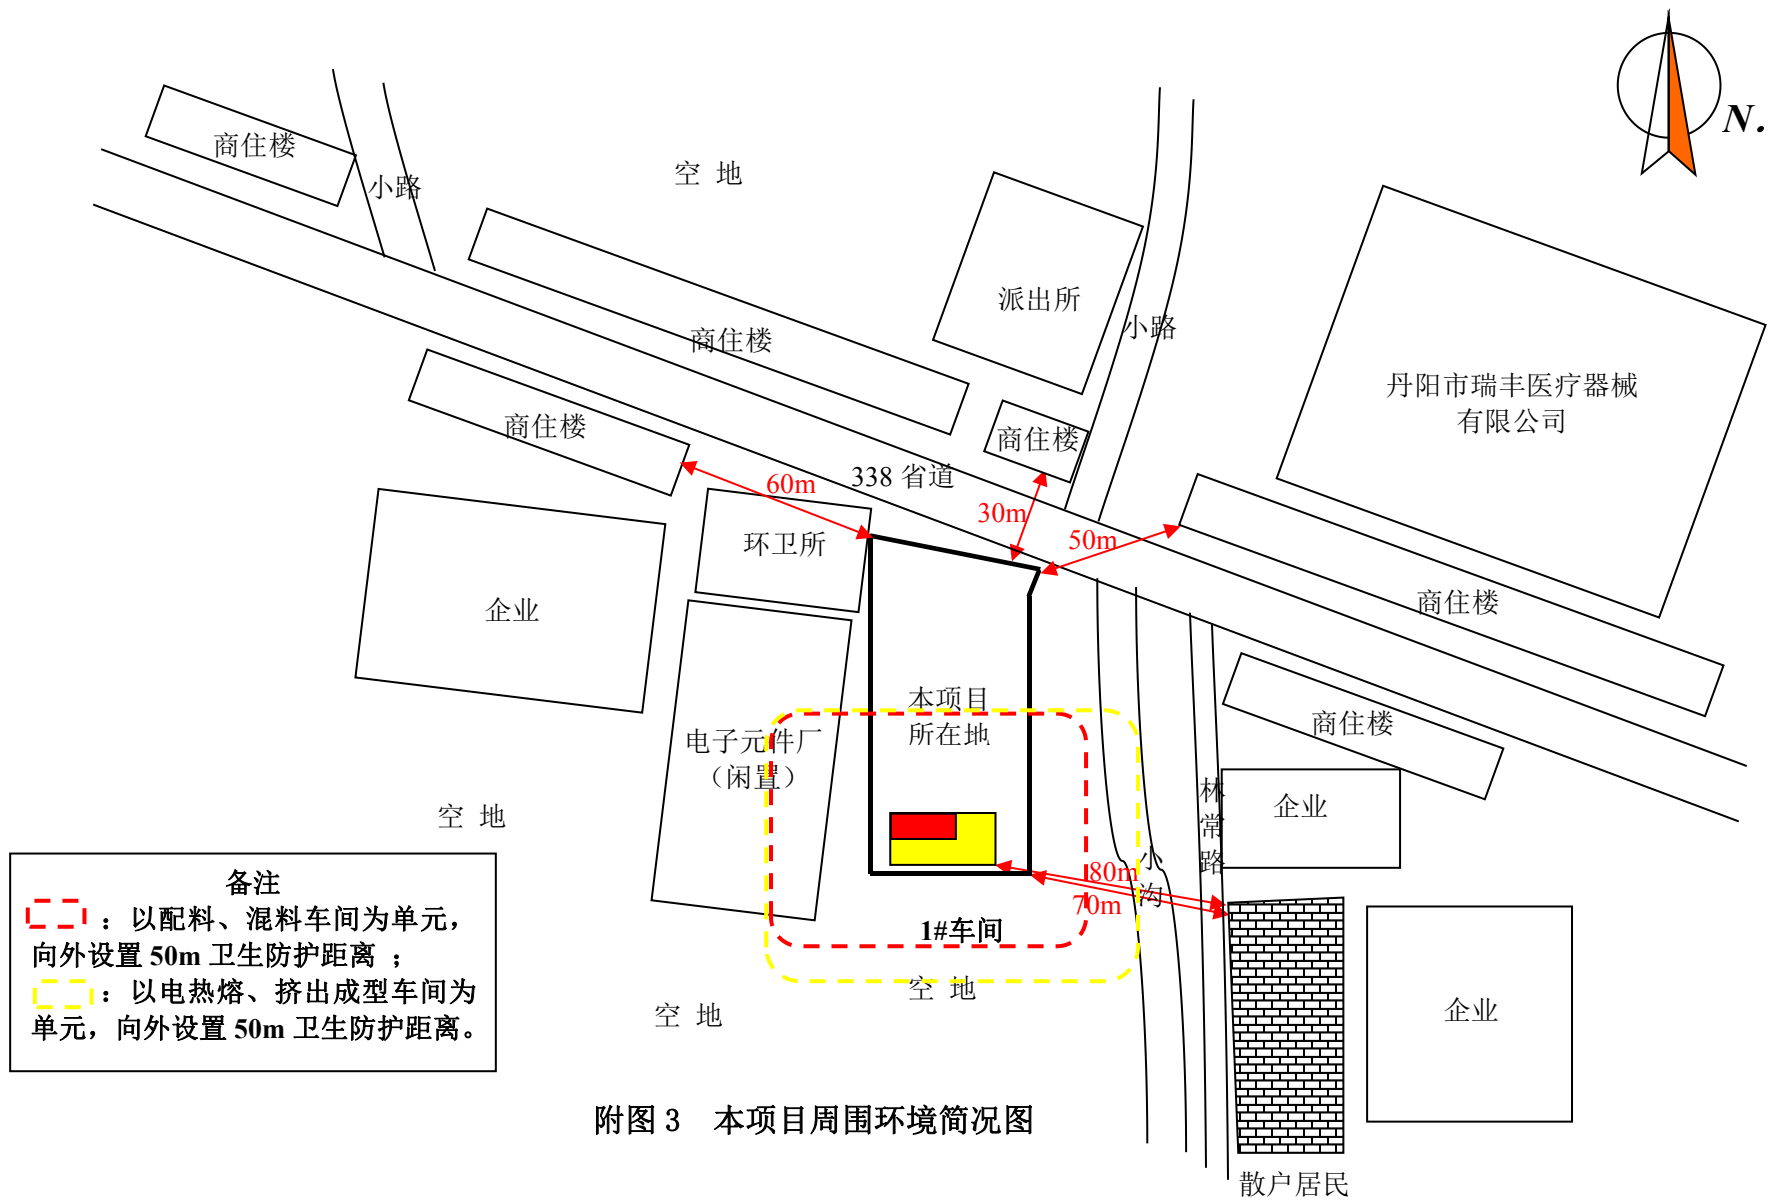 N.
商住楼
小路
空 地
派出所
小路
商住楼
丹阳市瑞丰医疗器械
有限公司
商住楼
商住楼
338 省道
60m
30m
50m
环卫所
企业
商住楼
本项目
所在地
商住楼
电子元件厂
（闲置）
林常路
企业
空 地
小沟
80m
70m
1#车间
空 地
空 地
企业
备注
：以配料、混料车间为单元，
向外设置 50m 卫生防护距离 ；
：以电热熔、挤出成型车间为
单元，向外设置 50m 卫生防护距离。
附图 3 本项目周围环境简况图
散户居民